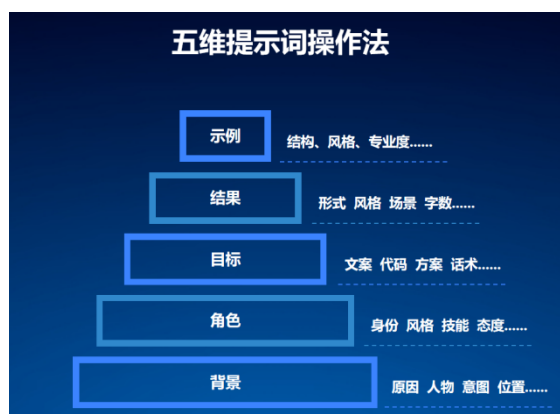 五维提示词操作法
示例
结构、风格、专业度......
结果
形式 风格 场景 字数......
目标
文案 代码 方案 话术......
角色
身份 风格 技能 态度......
背景
原因 人物 意图 位置......